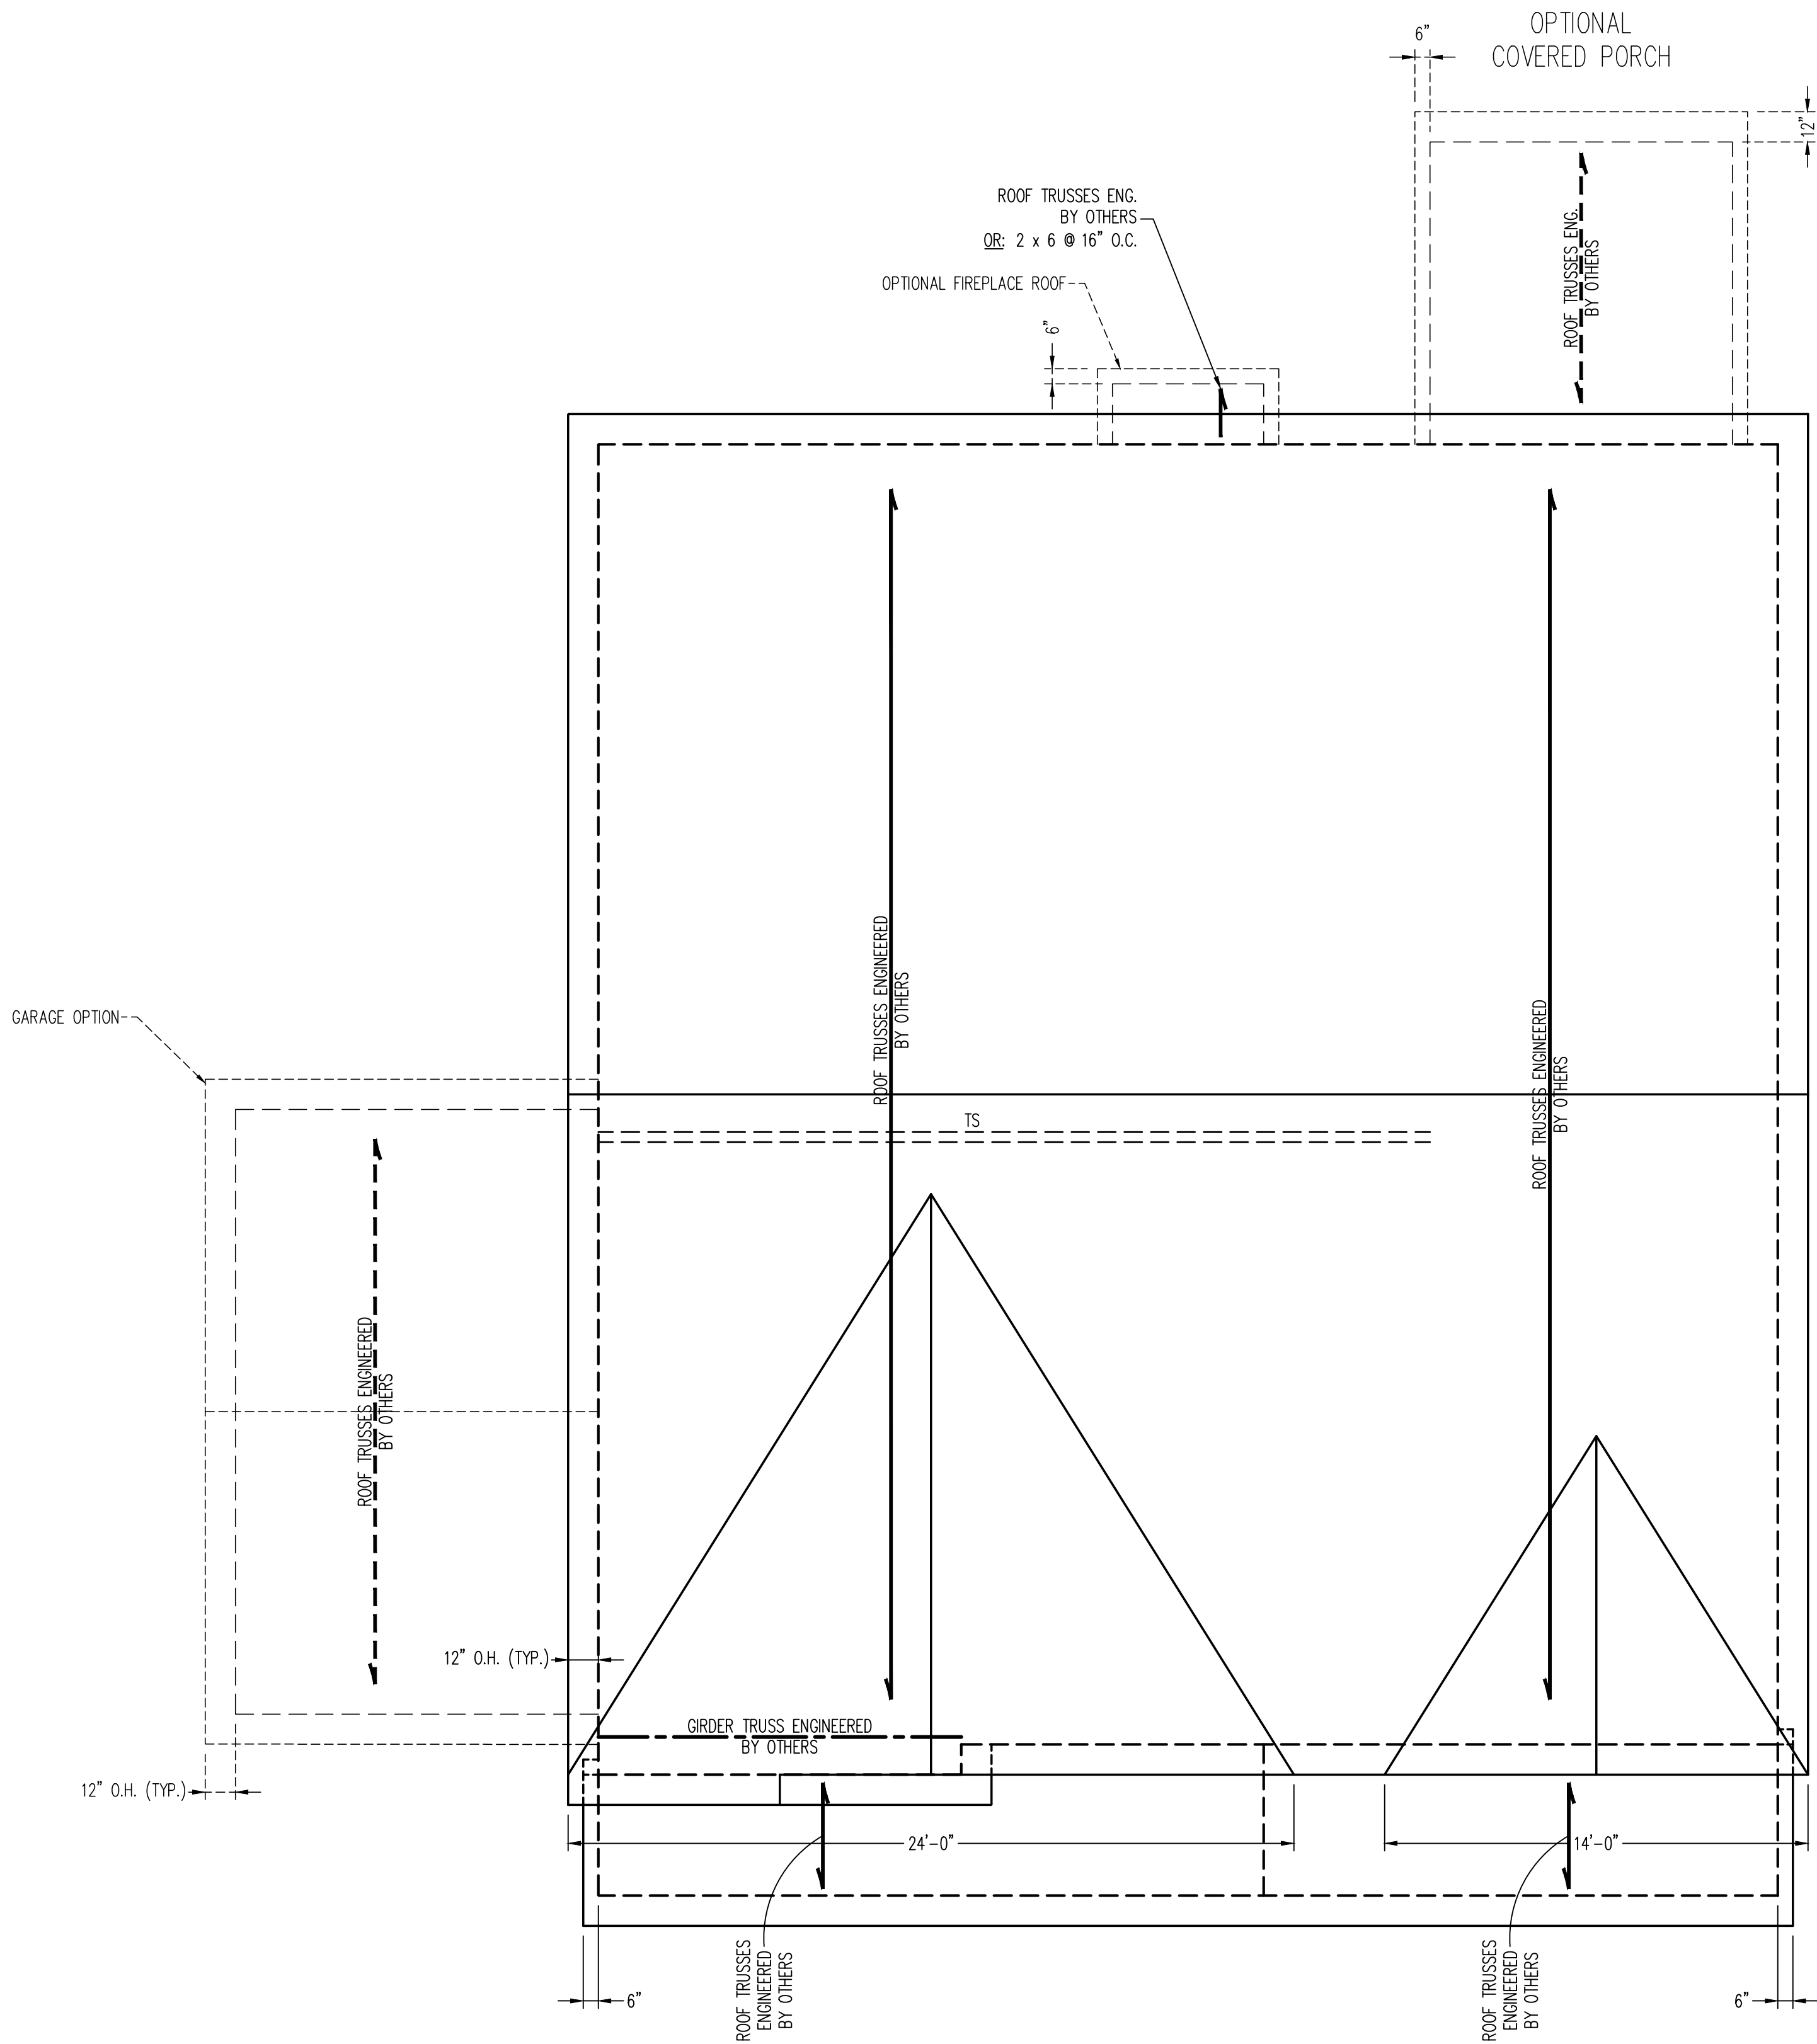 OPTIONAL
COVERED PORCH
6"
12"
ROOF TRUSSES ENG.
BY OTHERS
OR: 2 x 6 @ 16" O.C.
OPTIONAL FIREPLACE ROOF
6"
ROOF TRUSSES ENG.
BY OTHERS
ROOF TRUSSES ENGINEERED
BY OTHERS
ROOF TRUSSES ENGINEERED
BY OTHERS
GARAGE OPTION
TS
ROOF TRUSSES ENGINEERED
BY OTHERS
12" O.H. (TYP.)
GIRDER TRUSS ENGINEERED
BY OTHERS
12" O.H. (TYP.)
24'-0"
14'-0"
ROOF TRUSSES
ENGINEERED
BY OTHERS
ROOF TRUSSES
ENGINEERED
BY OTHERS
6"
6"